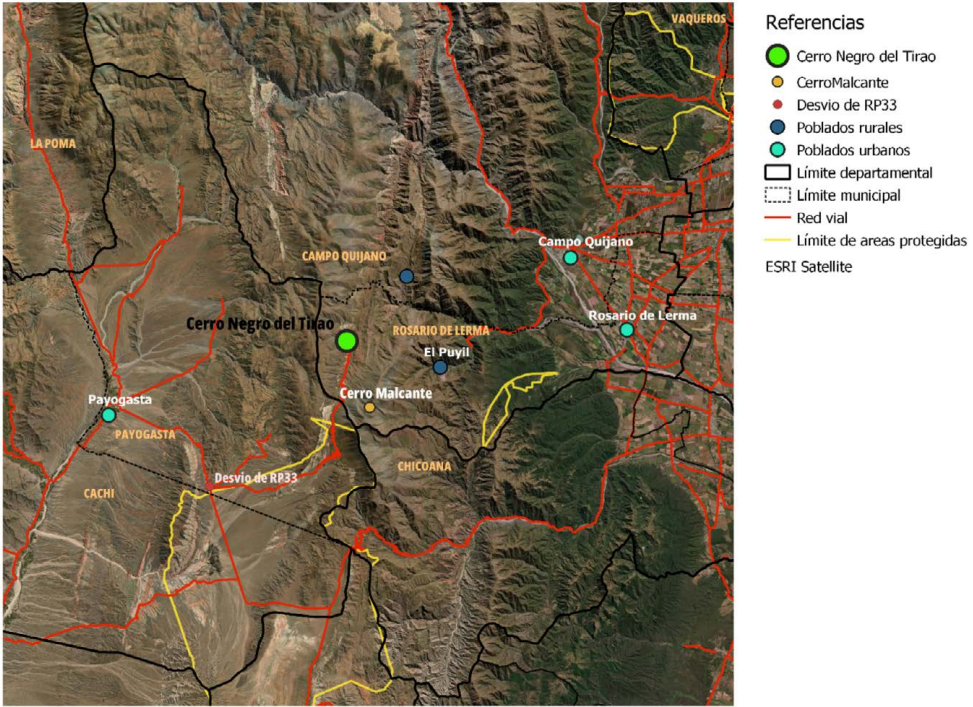 VAQUEROS
LA POMA
CAMPO QUIJANO
Campo Quijano
Cerro Negro del Tirao
ROSARIO DE LERMA
Rosario de Lerma
El Puyil
Cerro Malcante
Payogasta
PAYOGASTA
CHICOANA
Desvio de RP33
CACHI
Referencias
Cerro Negro del Tirao
CerroMalcante
Desvio de RP33
Poblados rurales
Poblados urbanos
Límite departamental
Límite municipal
Red vial
Límite de areas protegidas
ESRI Satellite